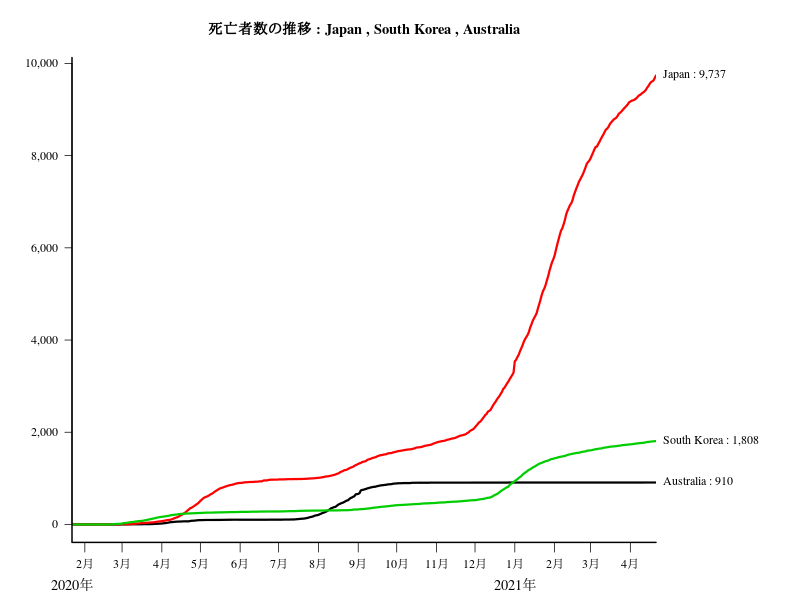 死亡者数の推移 : Japan , South Korea , Australia
10,000
8,000
6,000
4,000
2,000
0
Japan : 9,737
South Korea : 1,808
Australia : 910
2月 3月 4月 5月 6月 7月 8月 9月 10月 11月 12月 1月 2月 3月 4月
2020年 2021年